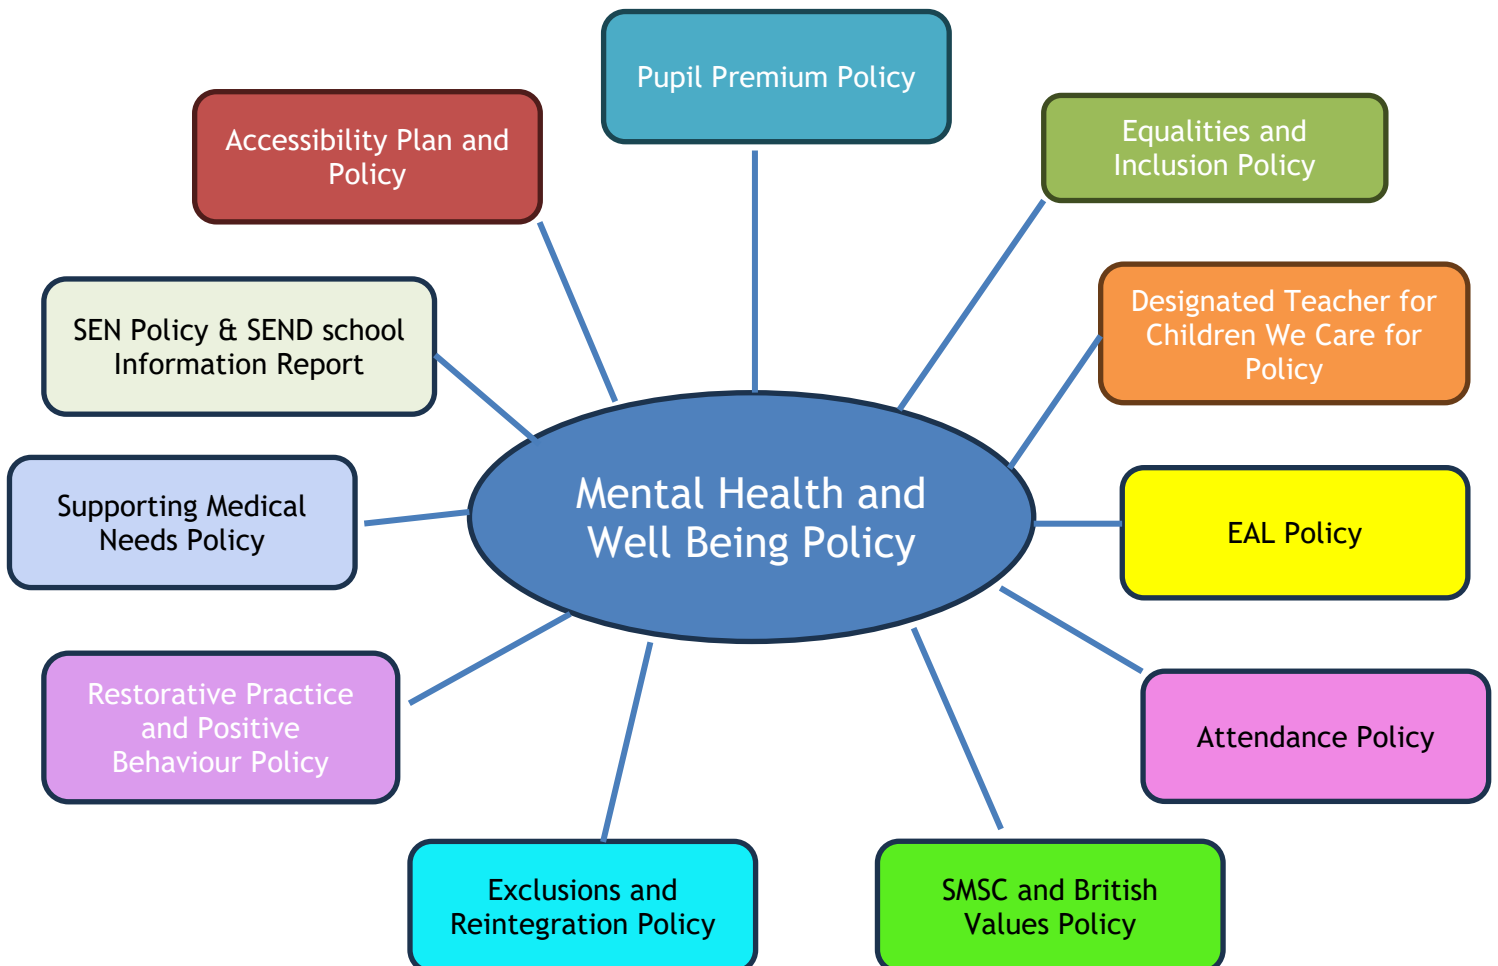 Pupil Premium Policy
Accessibility Plan and
Policy
Equalities and
Inclusion Policy
SEN Policy & SEND school
Information Report
Designated Teacher for
Children We Care for
Policy
Mental Health and
Well Being Policy
Supporting Medical
Needs Policy
EAL Policy
Restorative Practice
and Positive
Behaviour Policy
Attendance Policy
Exclusions and
Reintegration Policy
SMSC and British
Values Policy